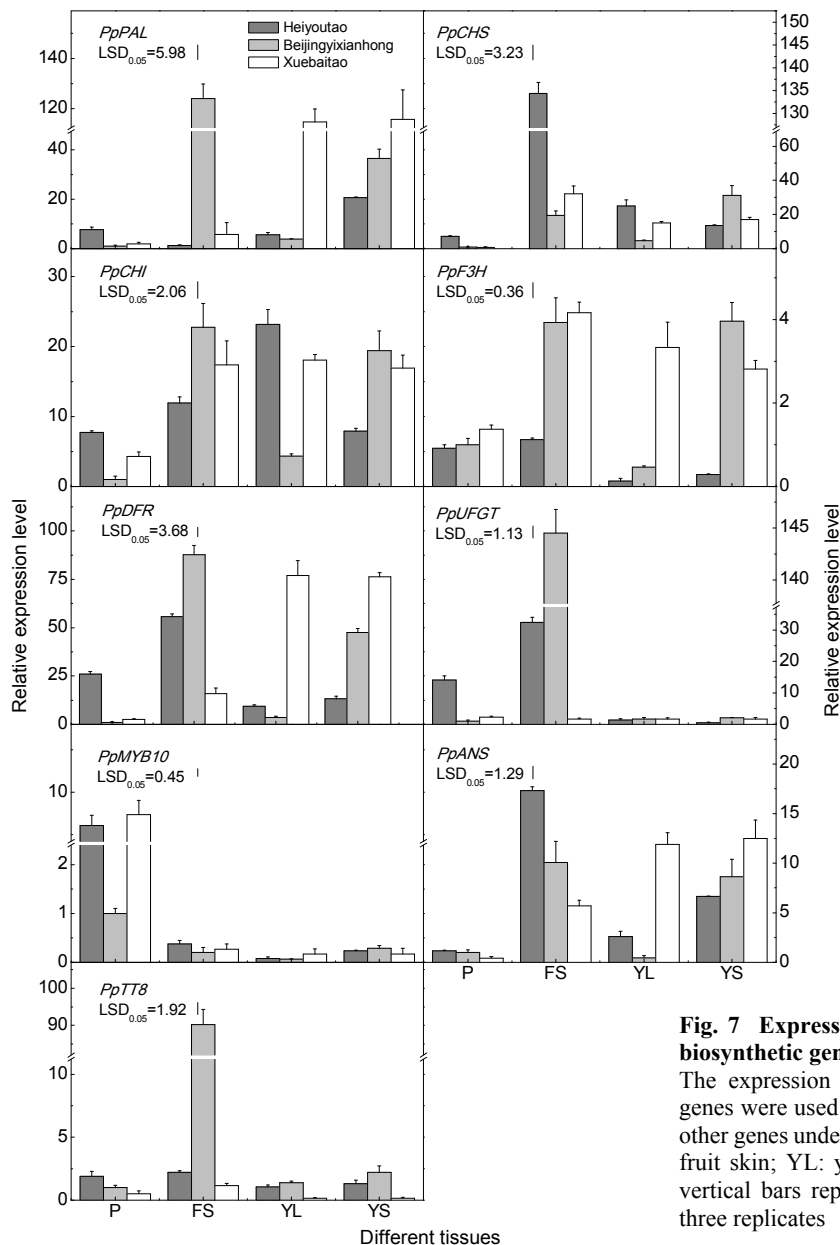 PpPAL
LSD0.05=5.98
Heiyoutao
Beijingyixianhong
Xuebaitao
140
120
40
20
0
PpCHS
LSD0.05=3.23
150
145
140
135
130
60
40
20
0
PpCHI
LSD0.05=2.06
30
20
10
0
PpF3H
LSD0.05=0.36
4
2
0
PpDFR
LSD0.05=3.68
100
75
50
25
0
PpUFGT
LSD0.05=1.13
145
140
30
20
10
0
PpMYB10
LSD0.05=0.45
10
2
1
0
PpANS
LSD0.05=1.29
20
15
10
5
0
P FS YL YS
PpTT8
LSD0.05=1.92
100
90
5.0
2.5
0
P FS YL YS
Relative expression level
Relative expression level
Different tissues
Fig. 7 Express
biosynthetic gen
The expression
genes were used
other genes unde
fruit skin; YL: y
vertical bars rep
three replicates